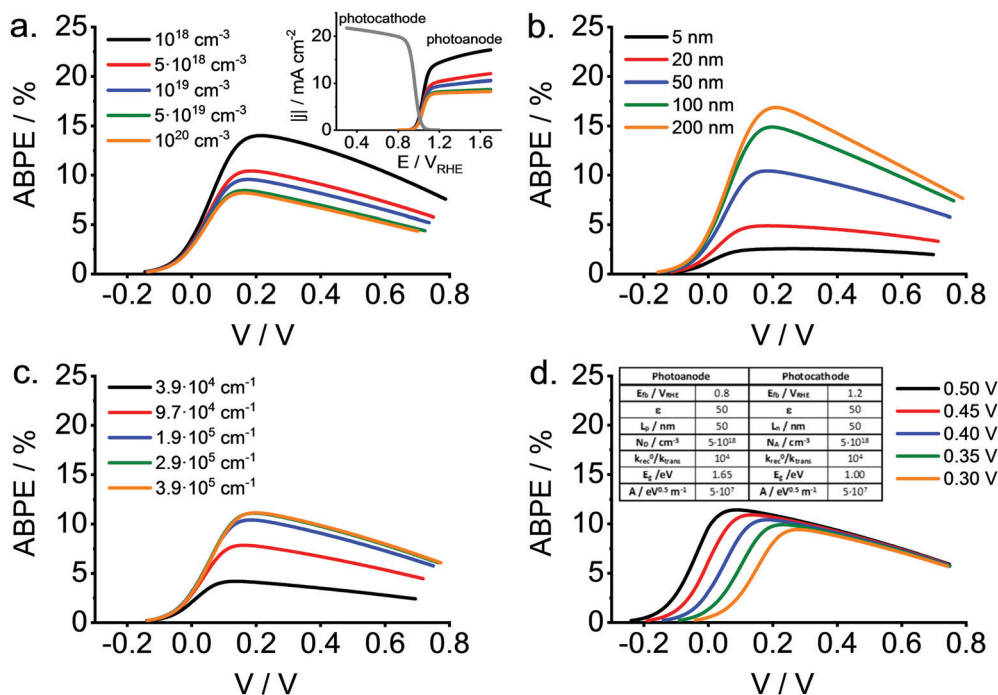 a.
ABPE / %
25
20
15
10
5
0
-0.2 0.0 0.2 0.4 0.6 0.8
V / V
10¹⁸ cm⁻³
5·10¹⁸ cm⁻³
10¹⁹ cm⁻³
5·10¹⁹ cm⁻³
10²⁰ cm⁻³
photocathode
photoanode
|j| / mA cm⁻²
20
10
0
0.4 0.8 1.2 1.6
E / V_RHE
b.
ABPE / %
25
20
15
10
5
0
-0.2 0.0 0.2 0.4 0.6 0.8
V / V
5 nm
20 nm
50 nm
100 nm
200 nm
c.
ABPE / %
25
20
15
10
5
0
-0.2 0.0 0.2 0.4 0.6 0.8
V / V
3.9·10⁴ cm⁻¹
9.7·10⁴ cm⁻¹
1.9·10⁵ cm⁻¹
2.9·10⁵ cm⁻¹
3.9·10⁵ cm⁻¹
d.
ABPE / %
25
20
15
10
5
0
-0.2 0.0 0.2 0.4 0.6 0.8
V / V
Photoanode Photocathode
E_fb / V_RHE 0.8 E_fb / V_RHE 1.2
ε 50 ε 50
L_p / nm 50 L_n / nm 50
N_D / cm⁻³ 5·10¹⁸ N_A / cm⁻³ 5·10¹⁸
k_rec⁰/k_trans 10⁴ k_rec⁰/k_trans 10⁴
E_g /eV 1.65 E_g /eV 1.00
A / eV⁰·⁵ m⁻¹ 5·10⁷ A / eV⁰·⁵ m⁻¹ 5·10⁷
0.50 V
0.45 V
0.40 V
0.35 V
0.30 V